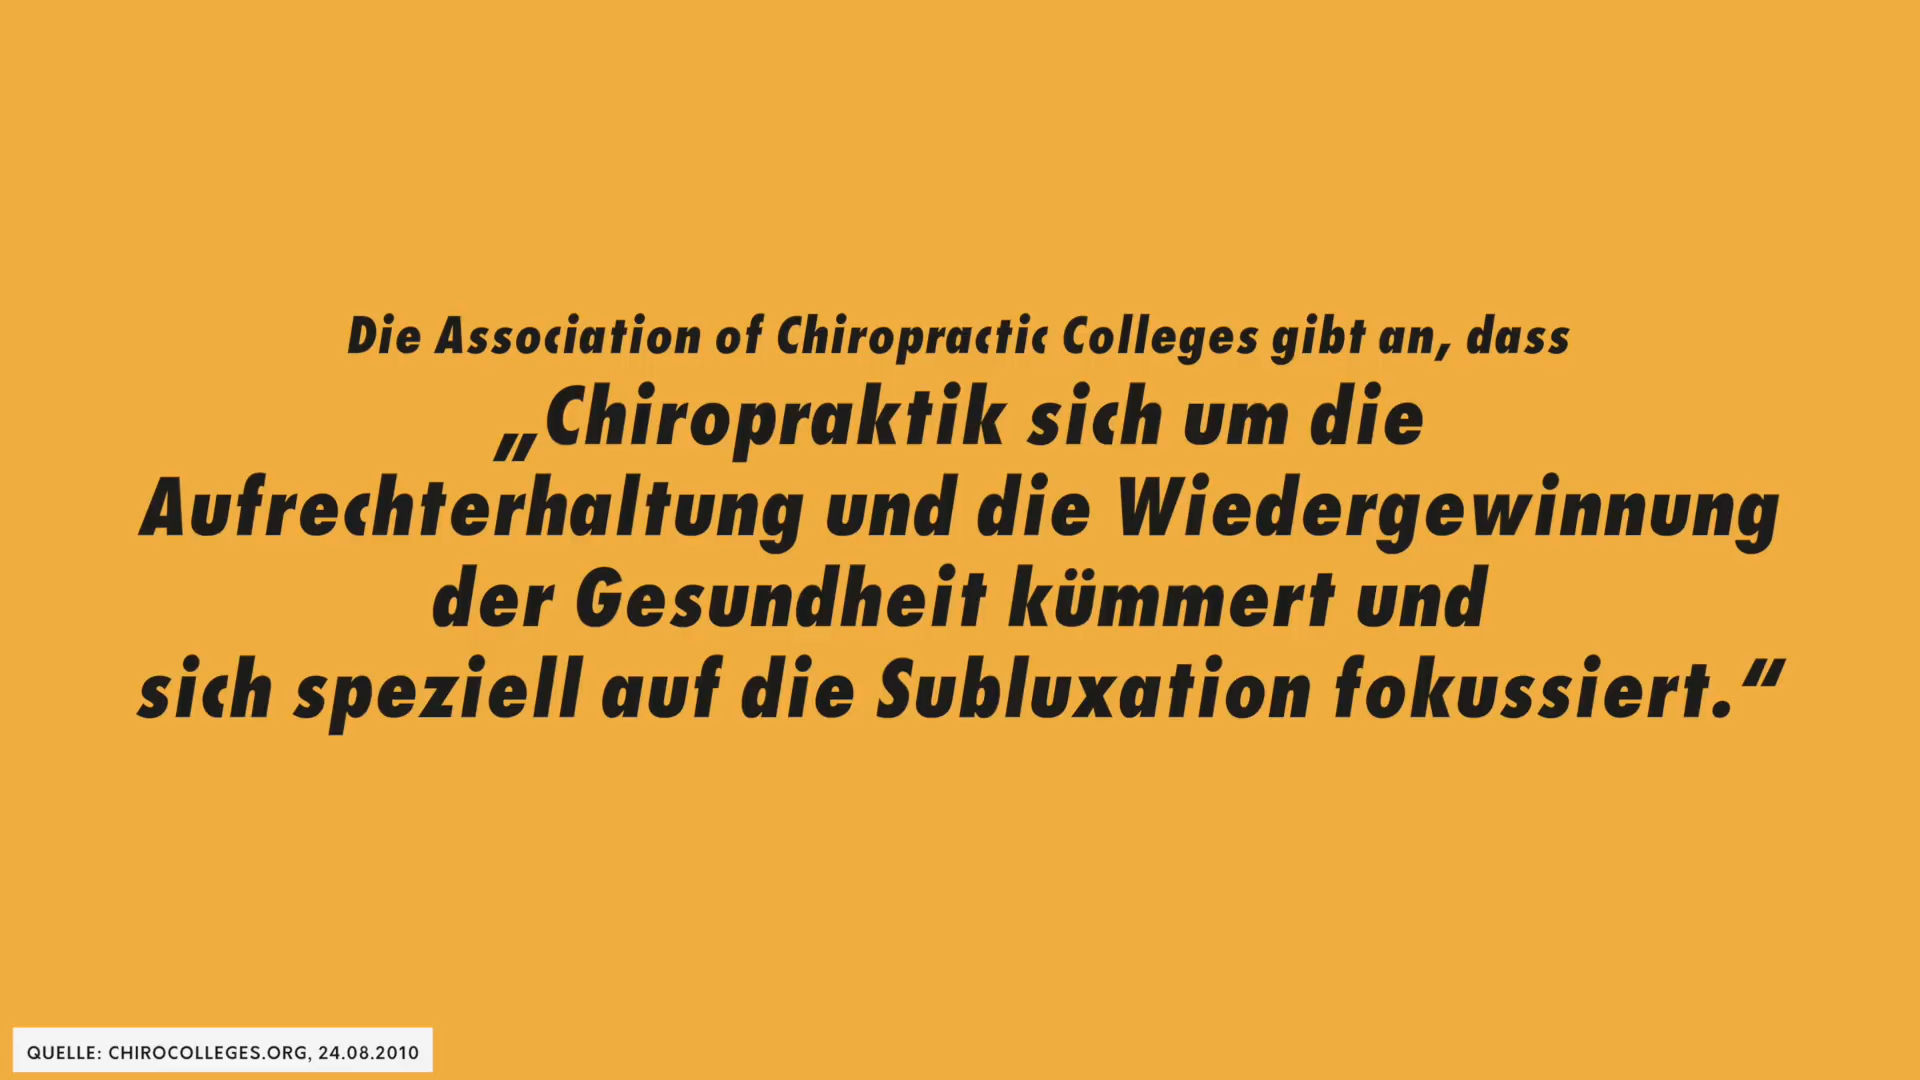 Die Association of Chiropractic Colleges gibt an, dass
„Chiropraktik sich um die
Aufrechterhaltung und die Wiedergewinnung
der Gesundheit kümmert und
sich speziell auf die Subluxation fokussiert.“
QUELLE: CHIROCOLLEGES.ORG, 24.08.2010